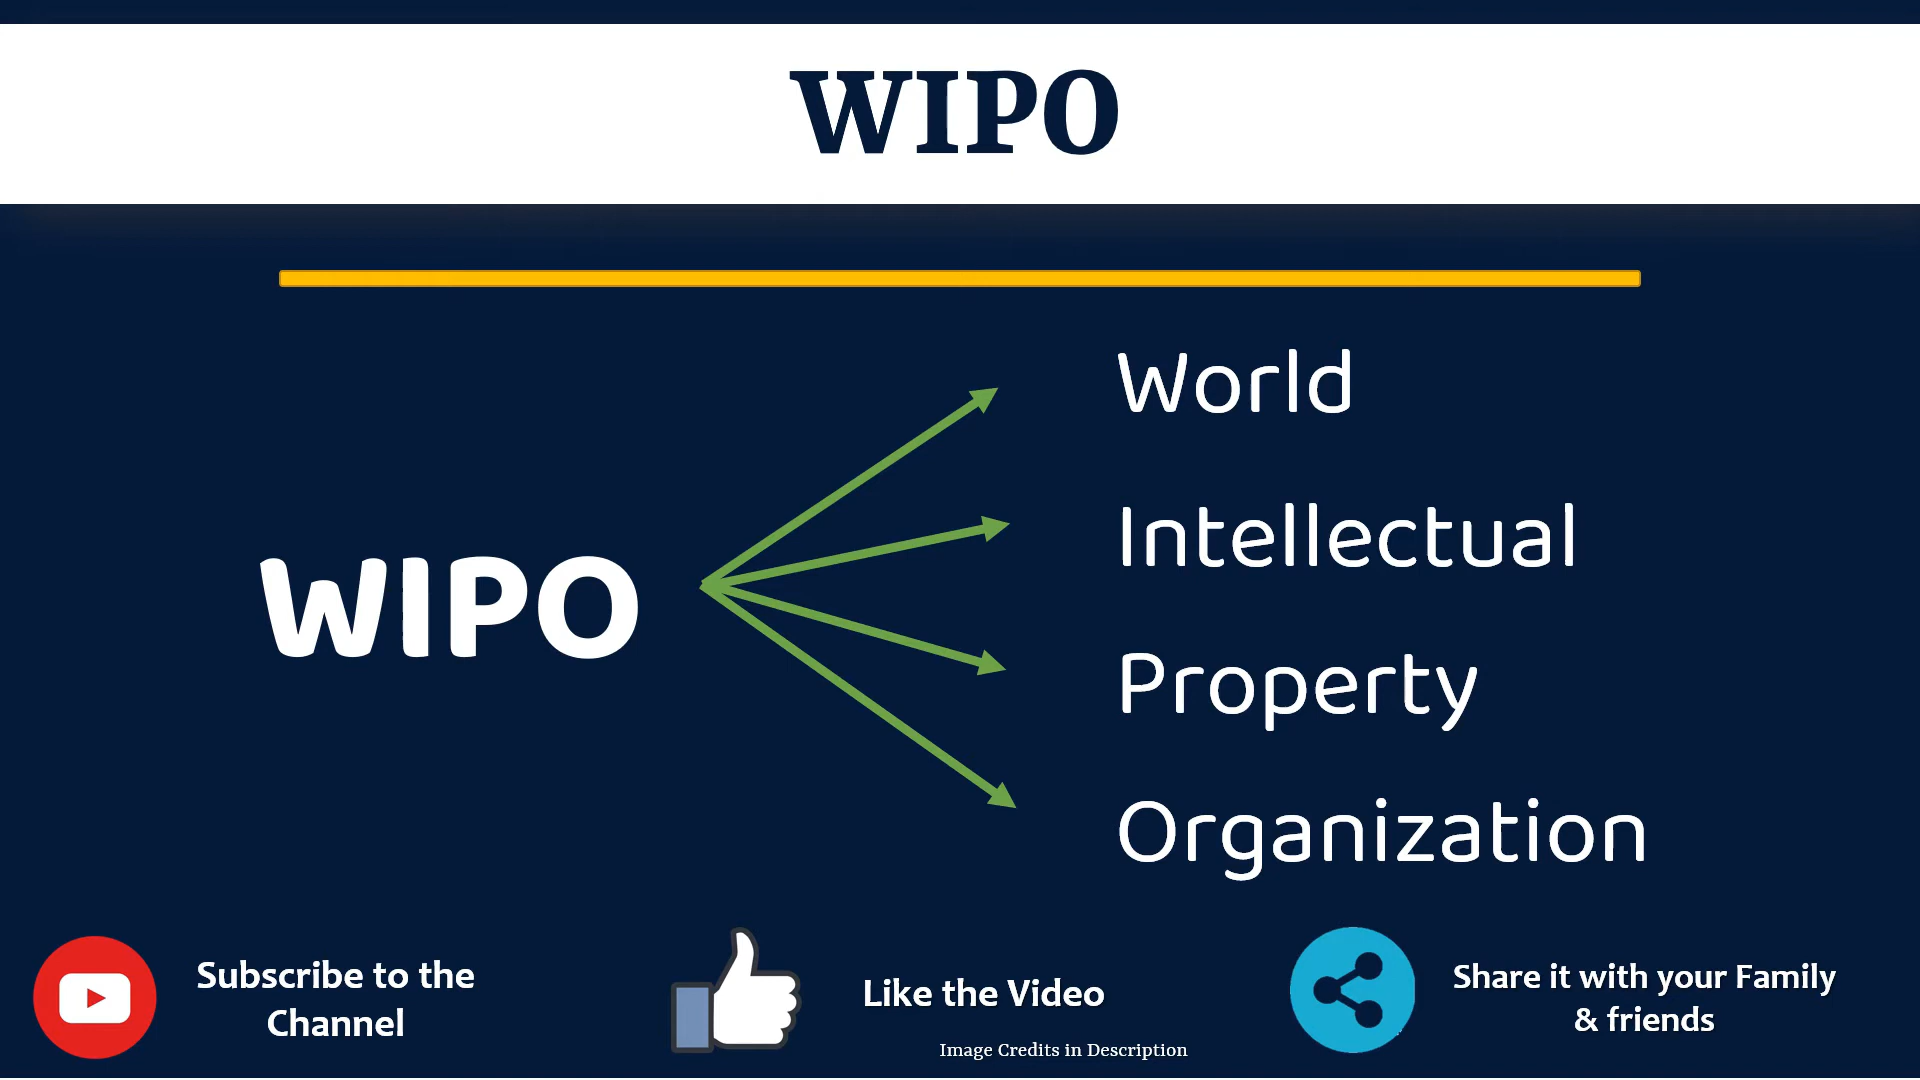 WIPO
WIPO
World
Intellectual
Property
Organization
Subscribe to the
Channel
Like the Video
Share it with your Family
& friends
Image Credits in Description